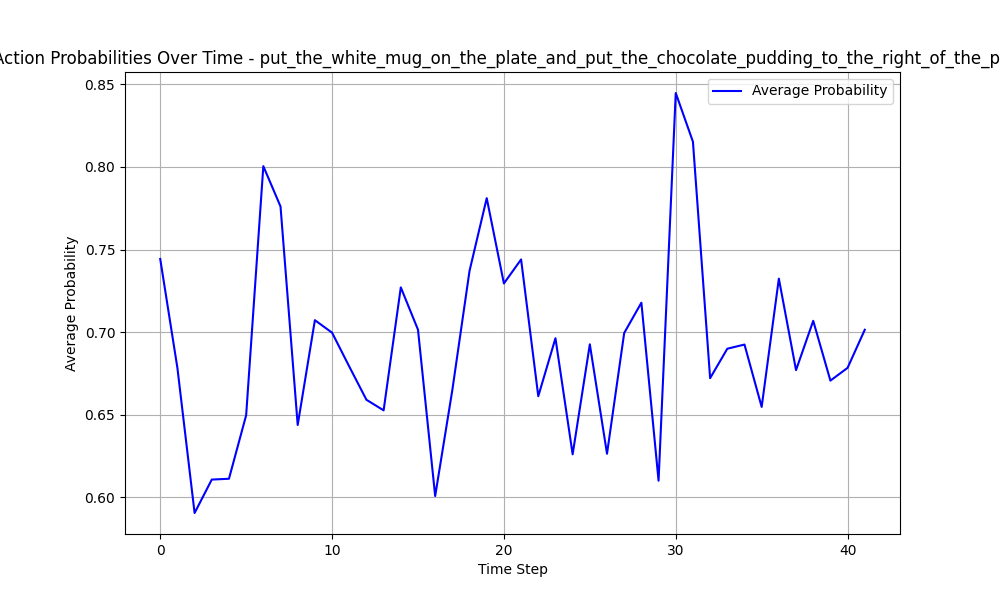 Action Probabilities Over Time - put_the_white_mug_on_the_plate_and_put_the_chocolate_pudding_to_the_right_of_the_p
Average Probability
0.85
0.80
0.75
0.70
0.65
0.60
Average Probability
0
10
20
30
40
Time Step